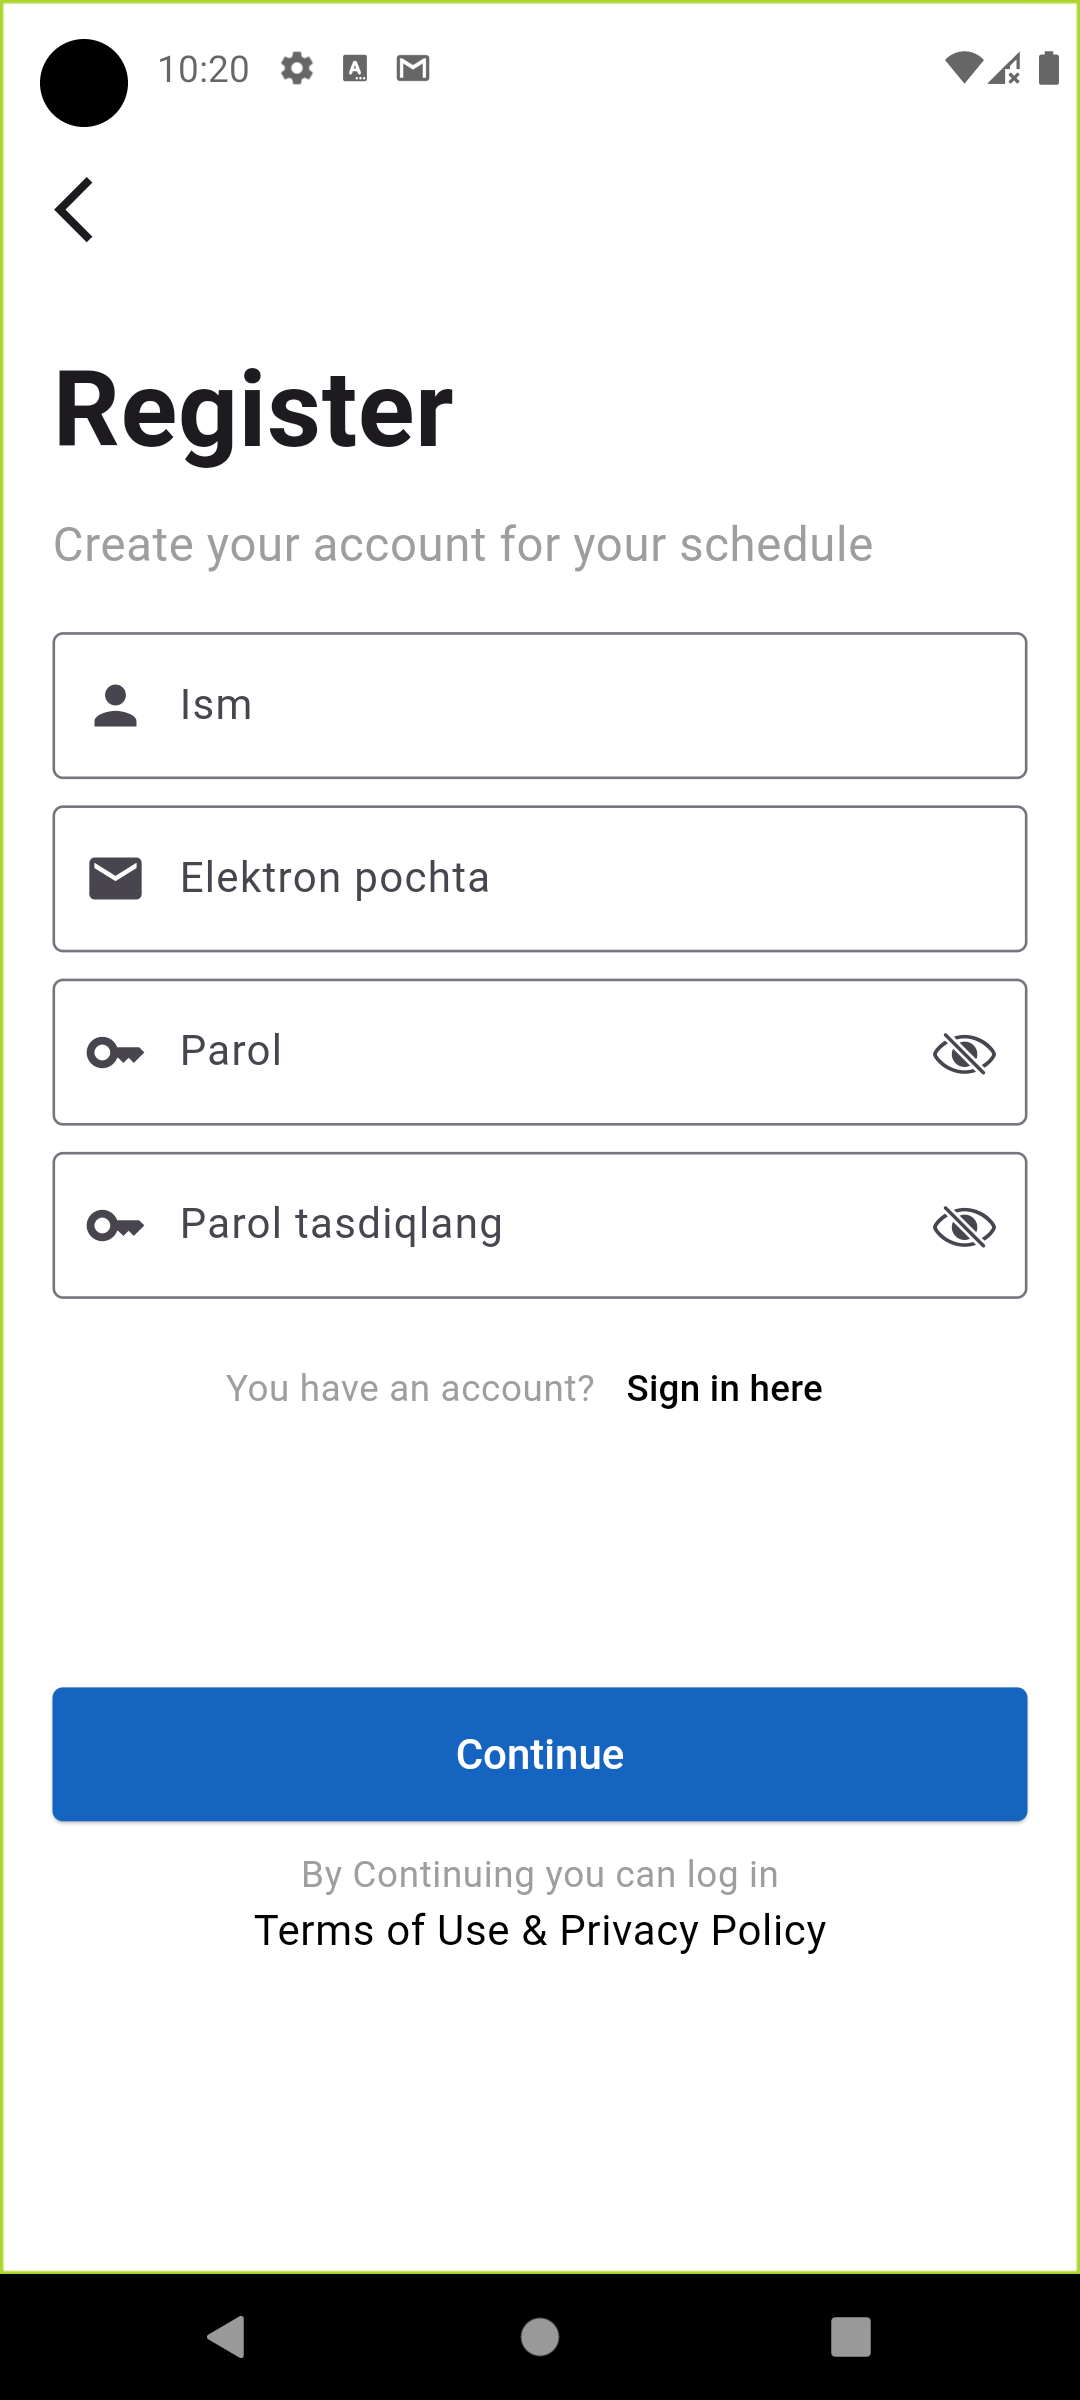 10:20
Register
Create your account for your schedule
Ism
Elektron pochta
Parol
Parol tasdiqlang
You have an account? Sign in here
Continue
By Continuing you can log in
Terms of Use & Privacy Policy